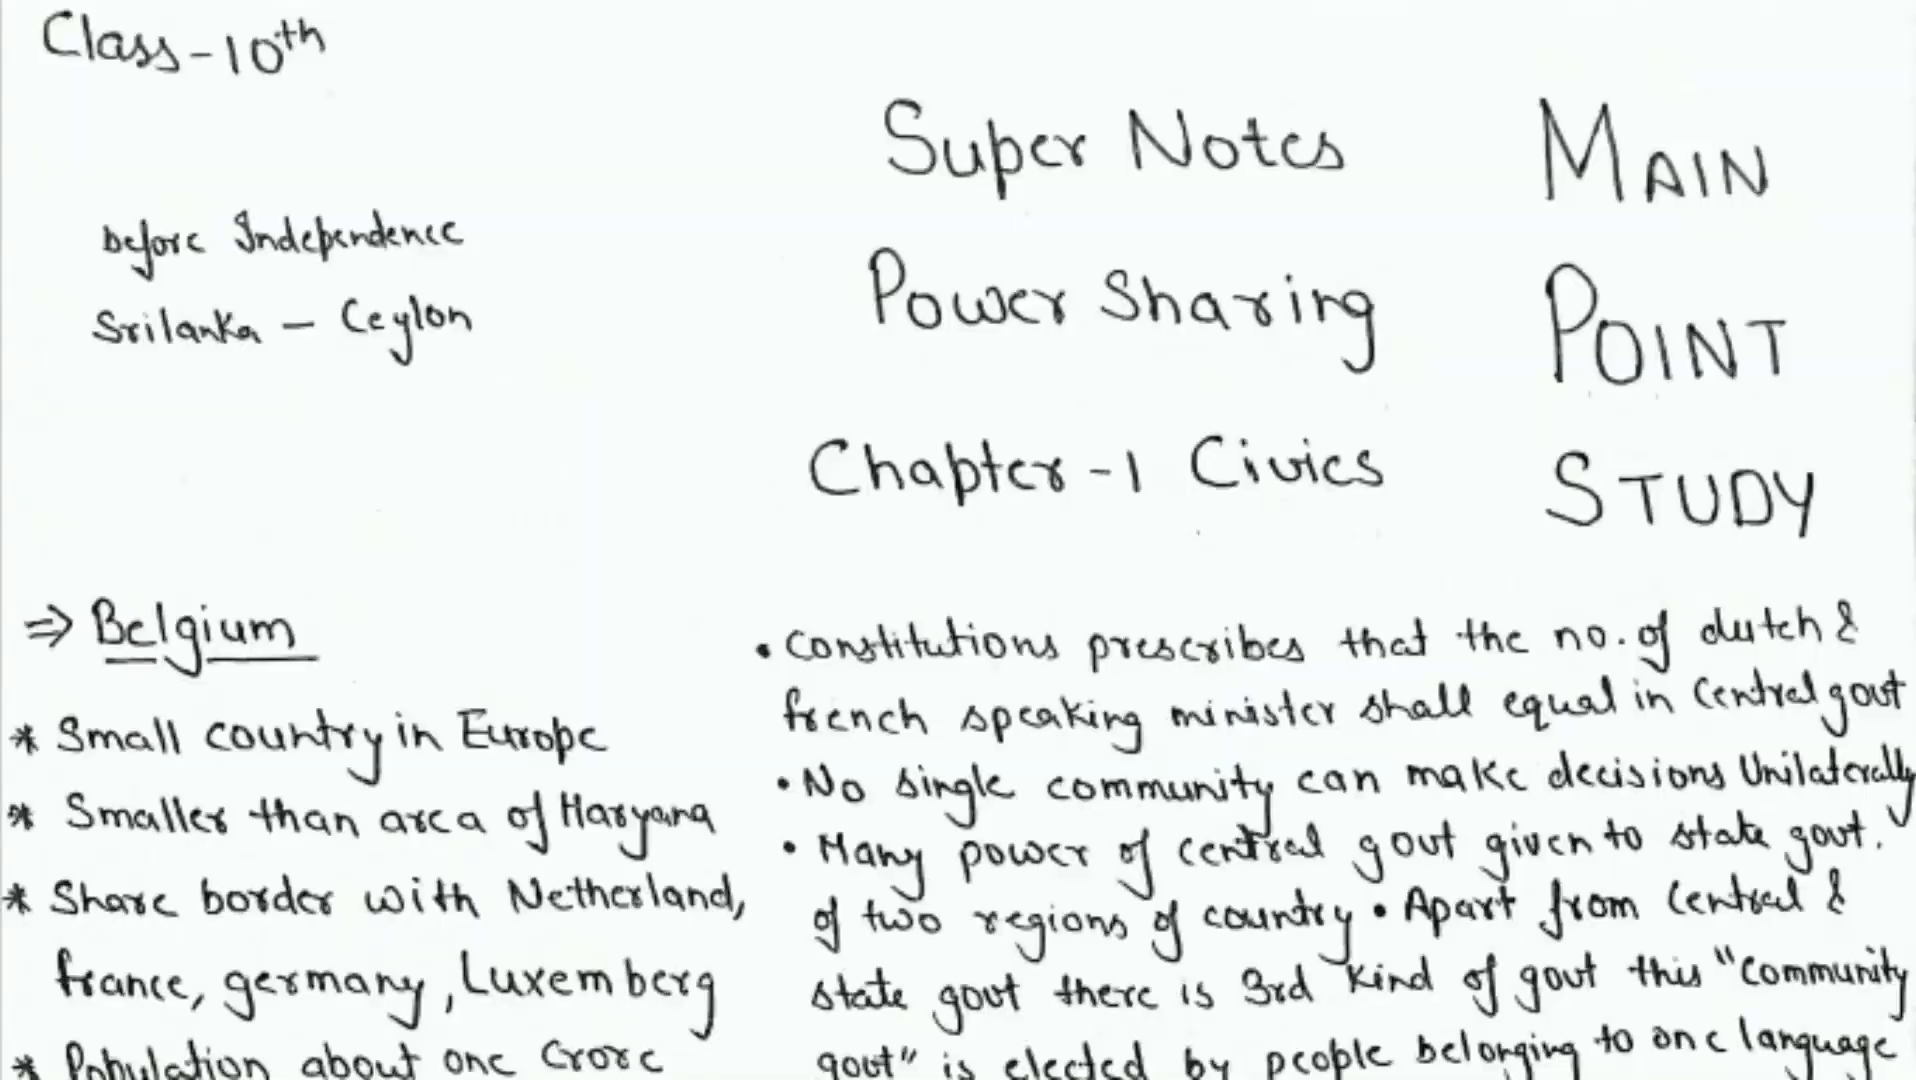 Class-10th
Super Notes
MAIN
before Independence
Srilanka - Ceylon
Power Sharing
POINT
Chapter-1 Civics
STUDY
⇒ Belgium
* Small country in Europe
* Smaller than area of Haryana
* Share border with Netherland,
france, germany, Luxemberg
* Population about one Crore
• Constitutions prescribes that the no. of dutch &
french speaking minister shall equal in Central govt
• No single community can make decisions Unilaterally
• Many power of central govt given to state govt.
of two regions of country • Apart from Central &
state govt there is 3rd kind of govt this "Community
govt" is elected by people belonging to one language